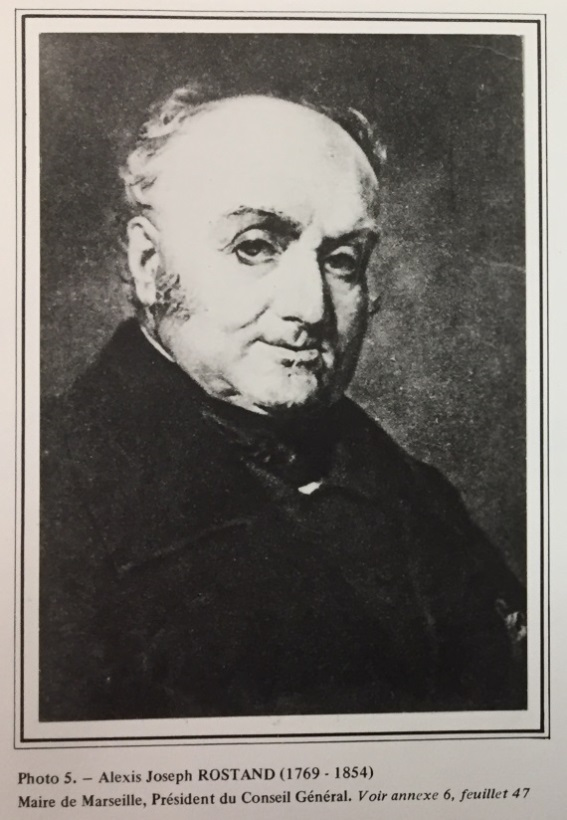 Photo 5. – Alexis Joseph ROSTAND (1769 - 1854)
Maire de Marseille, Président du Conseil Général. Voir annexe 6, feuillet 47